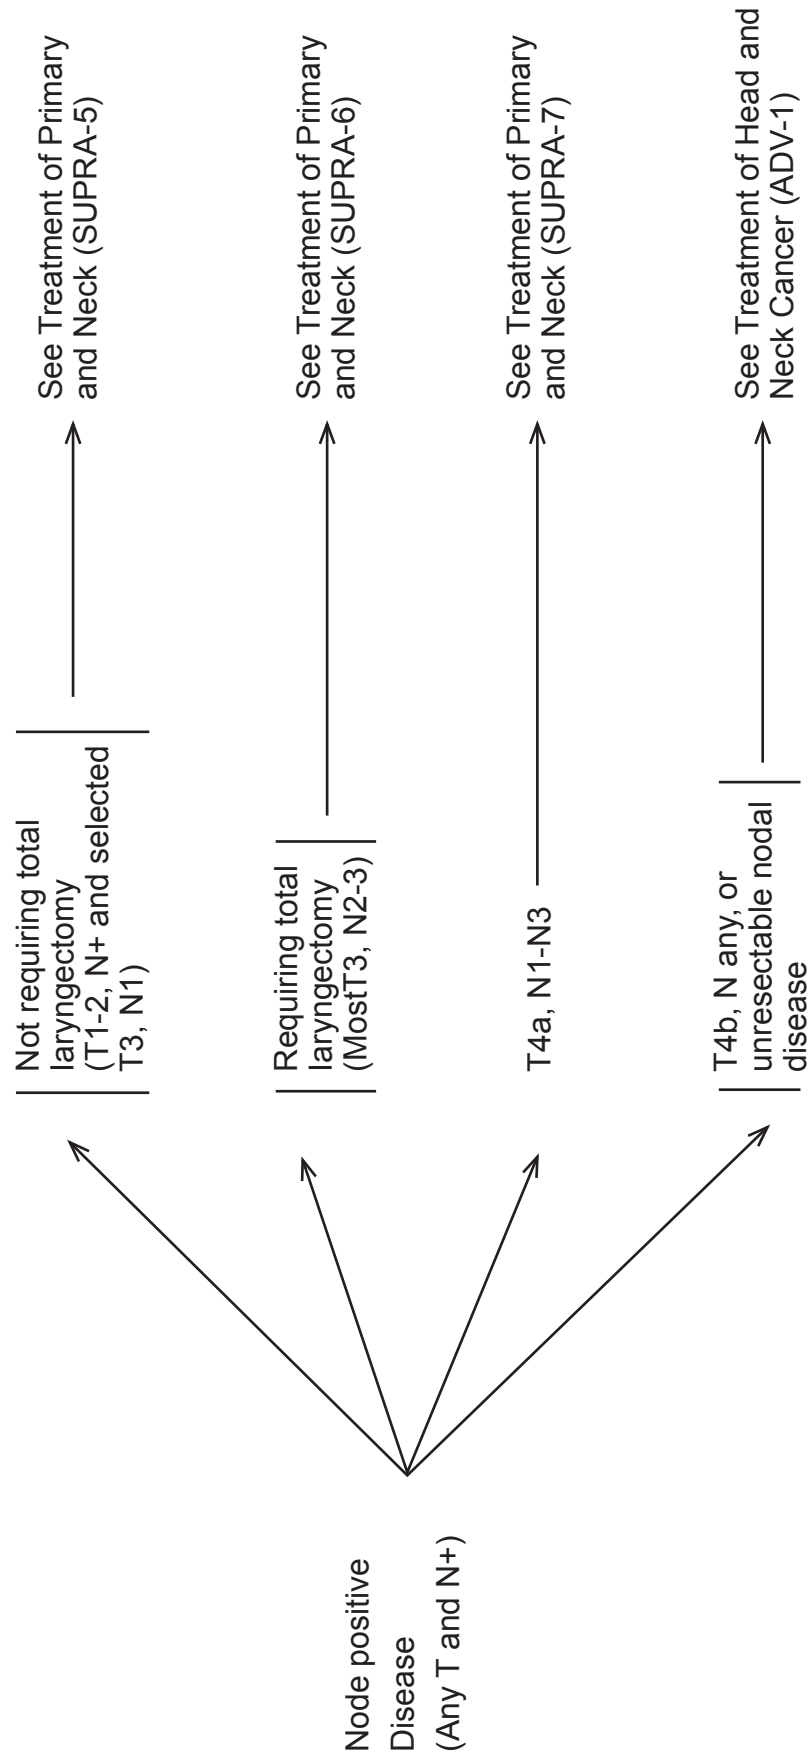 Node positive
Disease
(Any T and N+)
Not requiring total
laryngectomy
(T1-2, N+ and selected
T3, N1)
See Treatment of Primary
and Neck (SUPRA-5)
Requiring total
laryngectomy
(MostT3, N2-3)
See Treatment of Primary
and Neck (SUPRA-6)
T4a, N1-N3
See Treatment of Primary
and Neck (SUPRA-7)
T4b, N any, or
unresectable nodal
disease
See Treatment of Head and
Neck Cancer (ADV-1)